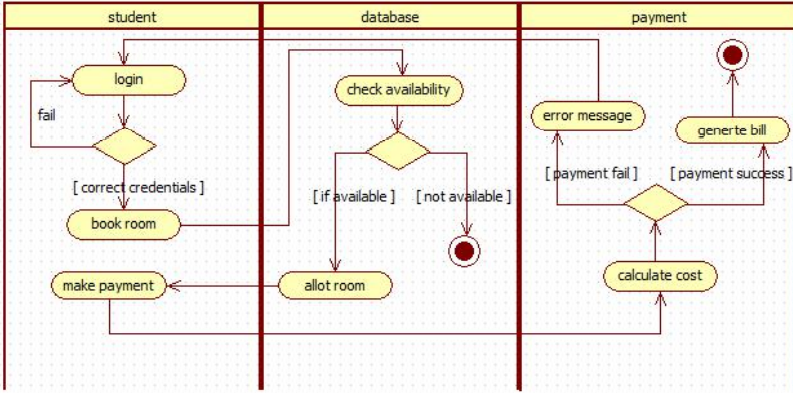 student
database
payment
login
fail
[ correct credentials ]
book room
make payment
check availability
[ if available ]
[ not available ]
allot room
error message
generte bill
[ payment fail ]
[ payment success ]
calculate cost